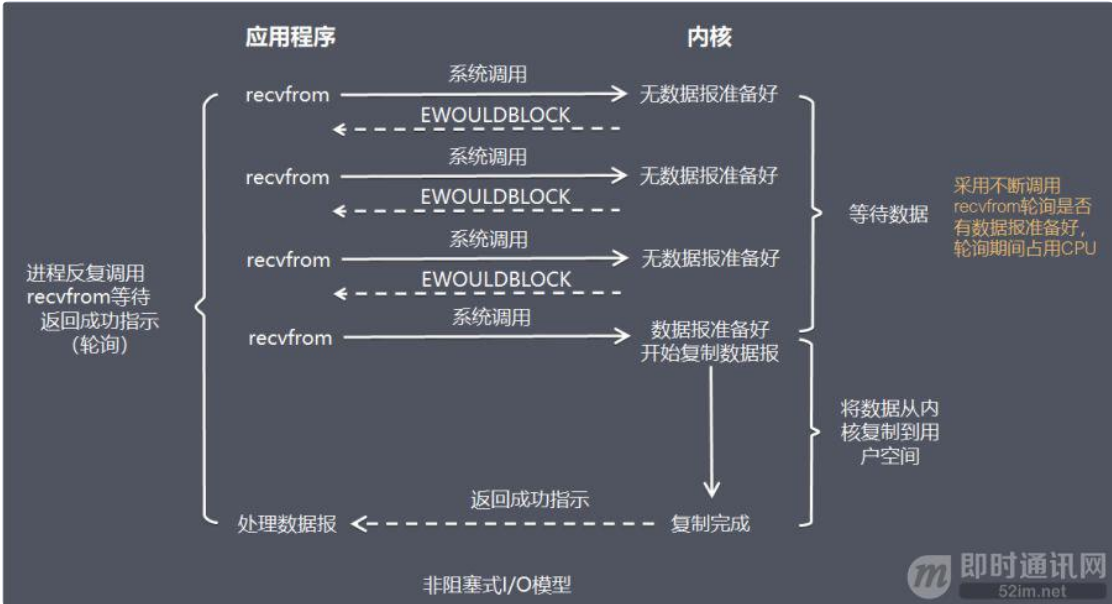 应用程序
内核
系统调用
recvfrom
无数据报准备好
EWOULDBLOCK
系统调用
recvfrom
无数据报准备好
EWOULDBLOCK
系统调用
recvfrom
无数据报准备好
EWOULDBLOCK
系统调用
recvfrom
数据报准备好
开始复制数据报
进程反复调用
recvfrom等待
返回成功指示
(轮询)
等待数据
采用不断调用
recvfrom轮询是否
有数据报准备好，
轮询期间占用CPU
将数据从内
核复制到用
户空间
返回成功指示
处理数据报
复制完成
非阻塞式I/O模型
m
即时通讯网
52im.net